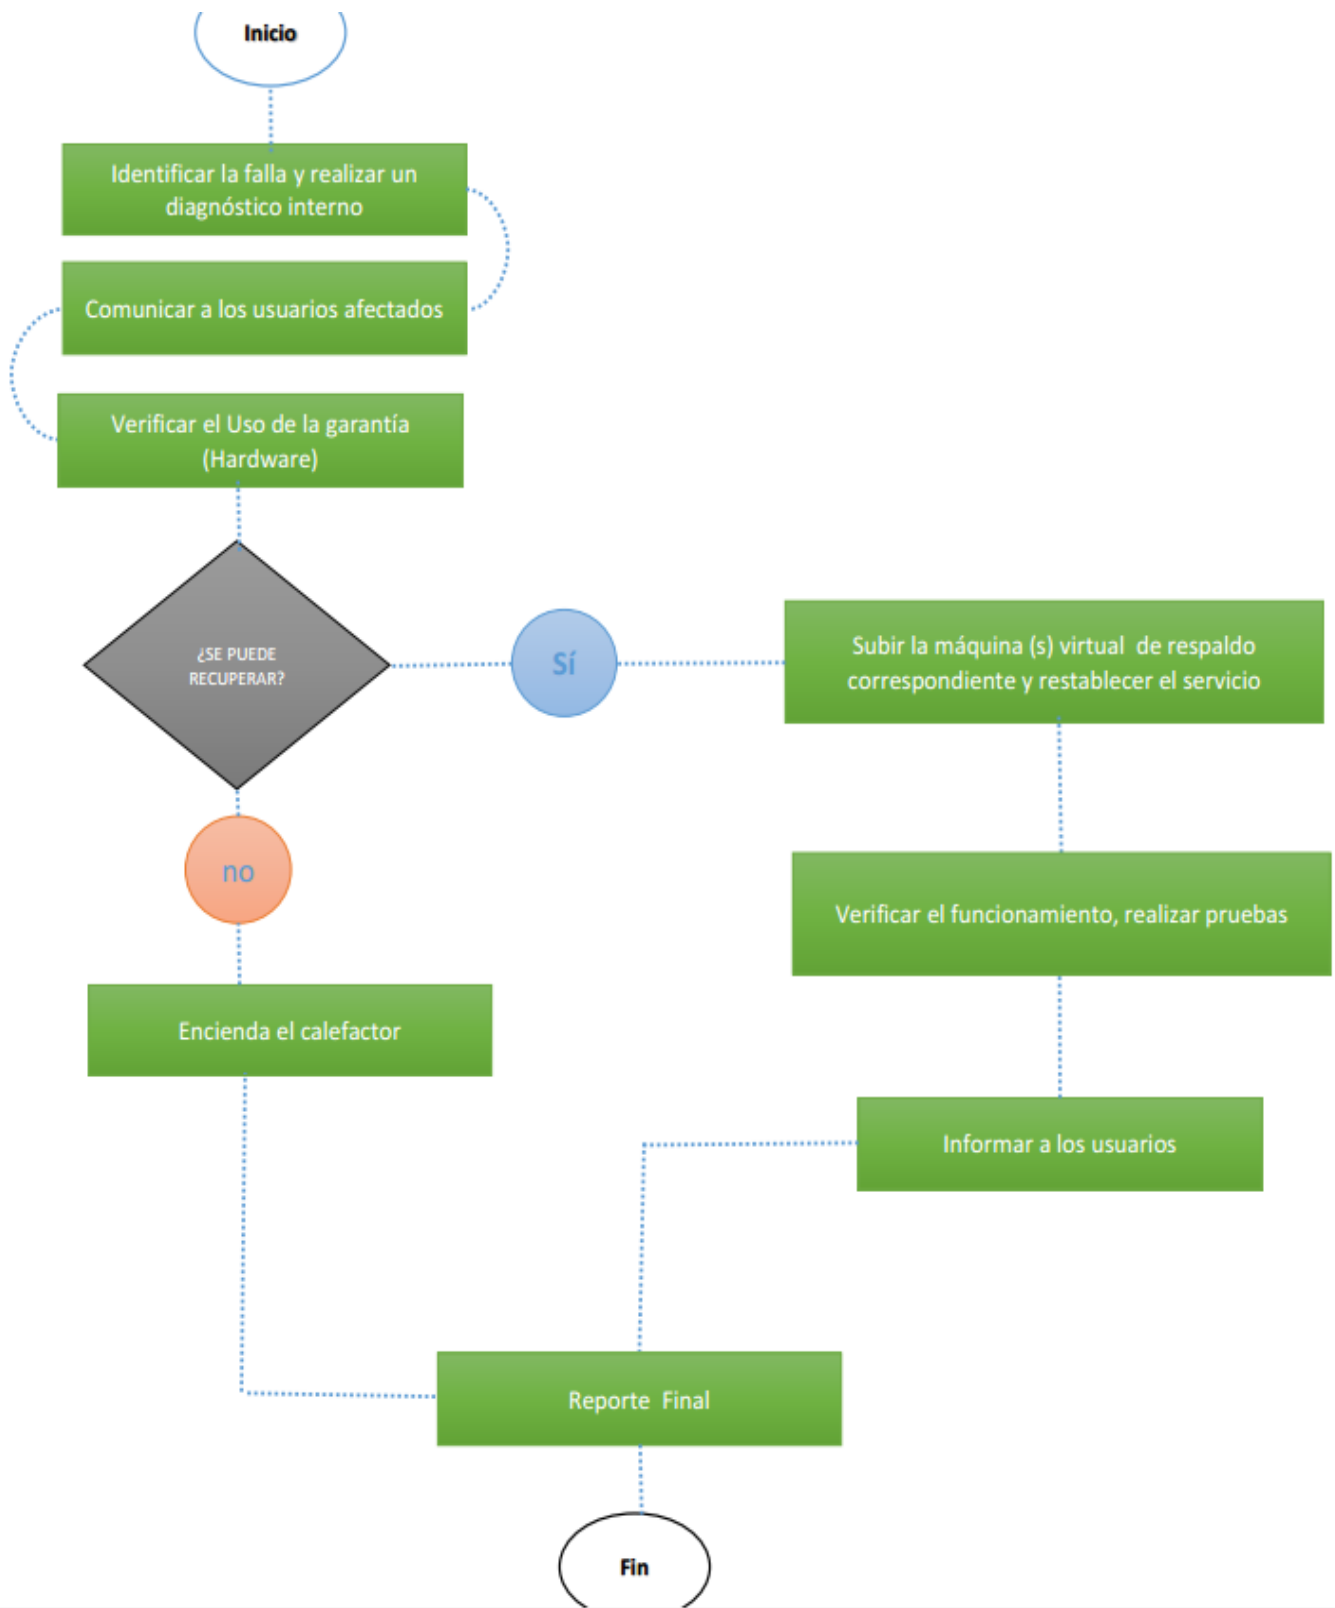 Inicio
Identificar la falla y realizar un
diagnóstico interno
Comunicar a los usuarios afectados
Verificar el Uso de la garantía
(Hardware)
¿SE PUEDE
RECUPERAR?
Sí
Subir la máquina (s) virtual  de respaldo
correspondiente y restablecer el servicio
no
Verificar el funcionamiento, realizar pruebas
Encienda el calefactor
Informar a los usuarios
Reporte  Final
Fin